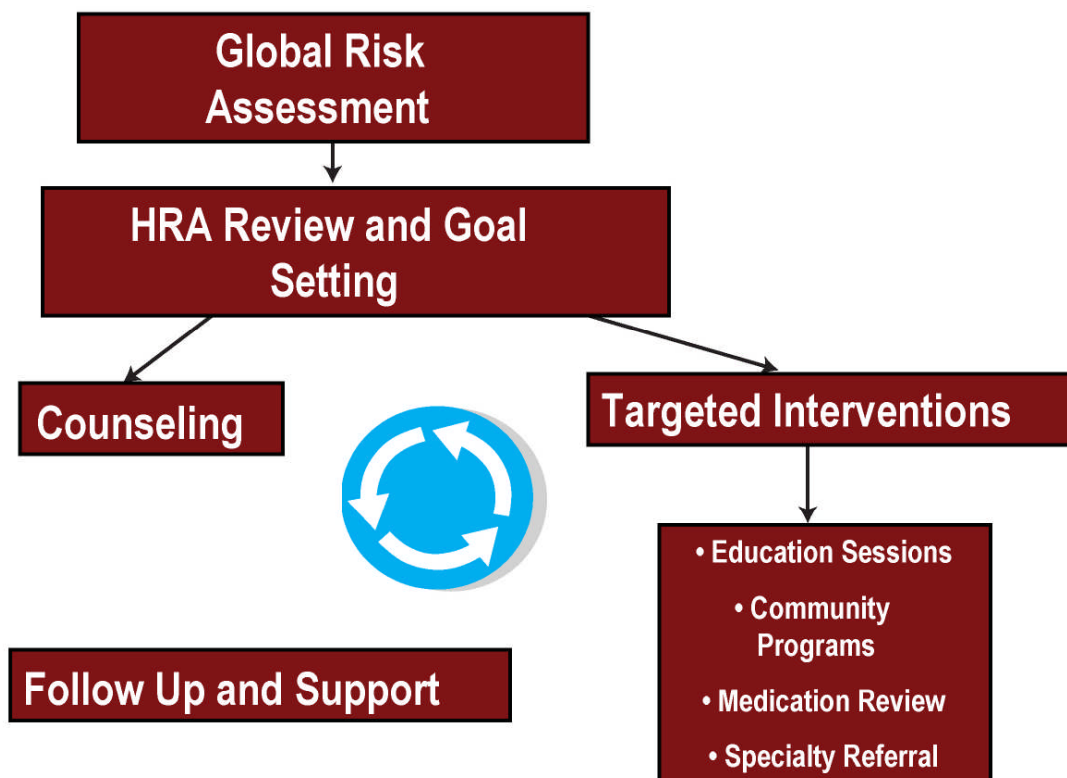 Global Risk
Assessment
HRA Review and Goal
Setting
Counseling
Targeted Interventions
• Education Sessions
• Community
Programs
• Medication Review
• Specialty Referral
Follow Up and Support